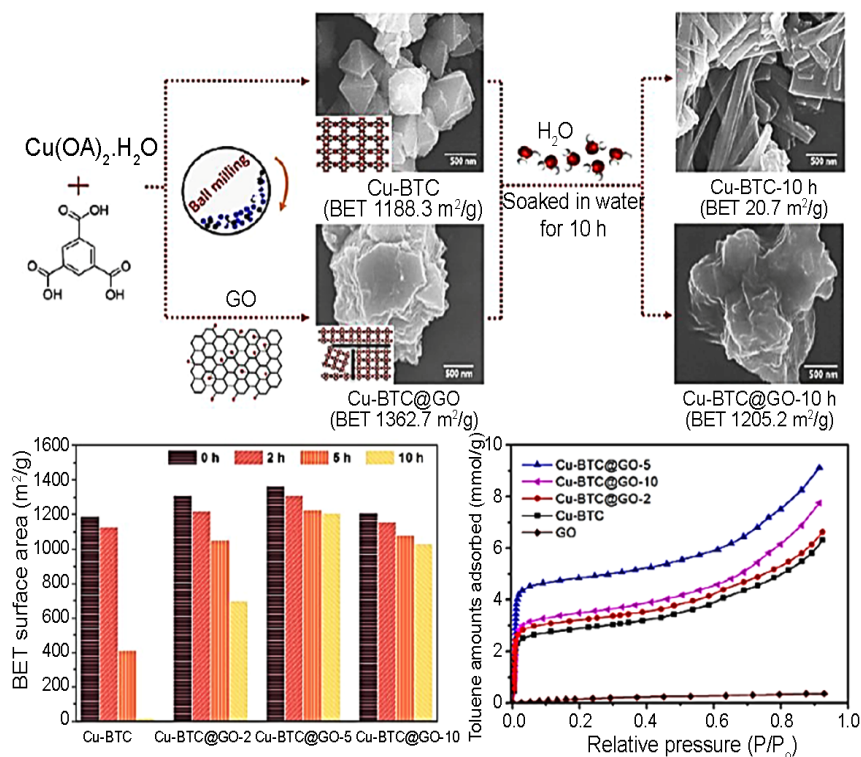 Cu(OA)₂.H₂O
+
O
OH
HO
O
O
OH
Ball milling
GO
500 nm
Cu-BTC
(BET 1188.3 m²/g)
500 nm
Cu-BTC@GO
(BET 1362.7 m²/g)
H₂O
Soaked in water
for 10 h
500 nm
Cu-BTC-10 h
(BET 20.7 m²/g)
500 nm
Cu-BTC@GO-10 h
(BET 1205.2 m²/g)
BET surface area (m²/g)
1600
1400
1200
1000
800
600
400
200
0
0 h 2 h 5 h 10 h
Cu-BTC Cu-BTC@GO-2 Cu-BTC@GO-5 Cu-BTC@GO-10
Toluene amounts adsorbed (mmol/g)
10
8
6
4
2
0
Cu-BTC@GO-5
Cu-BTC@GO-10
Cu-BTC@GO-2
Cu-BTC
GO
0.0 0.2 0.4 0.6 0.8 1.0
Relative pressure (P/P₀)